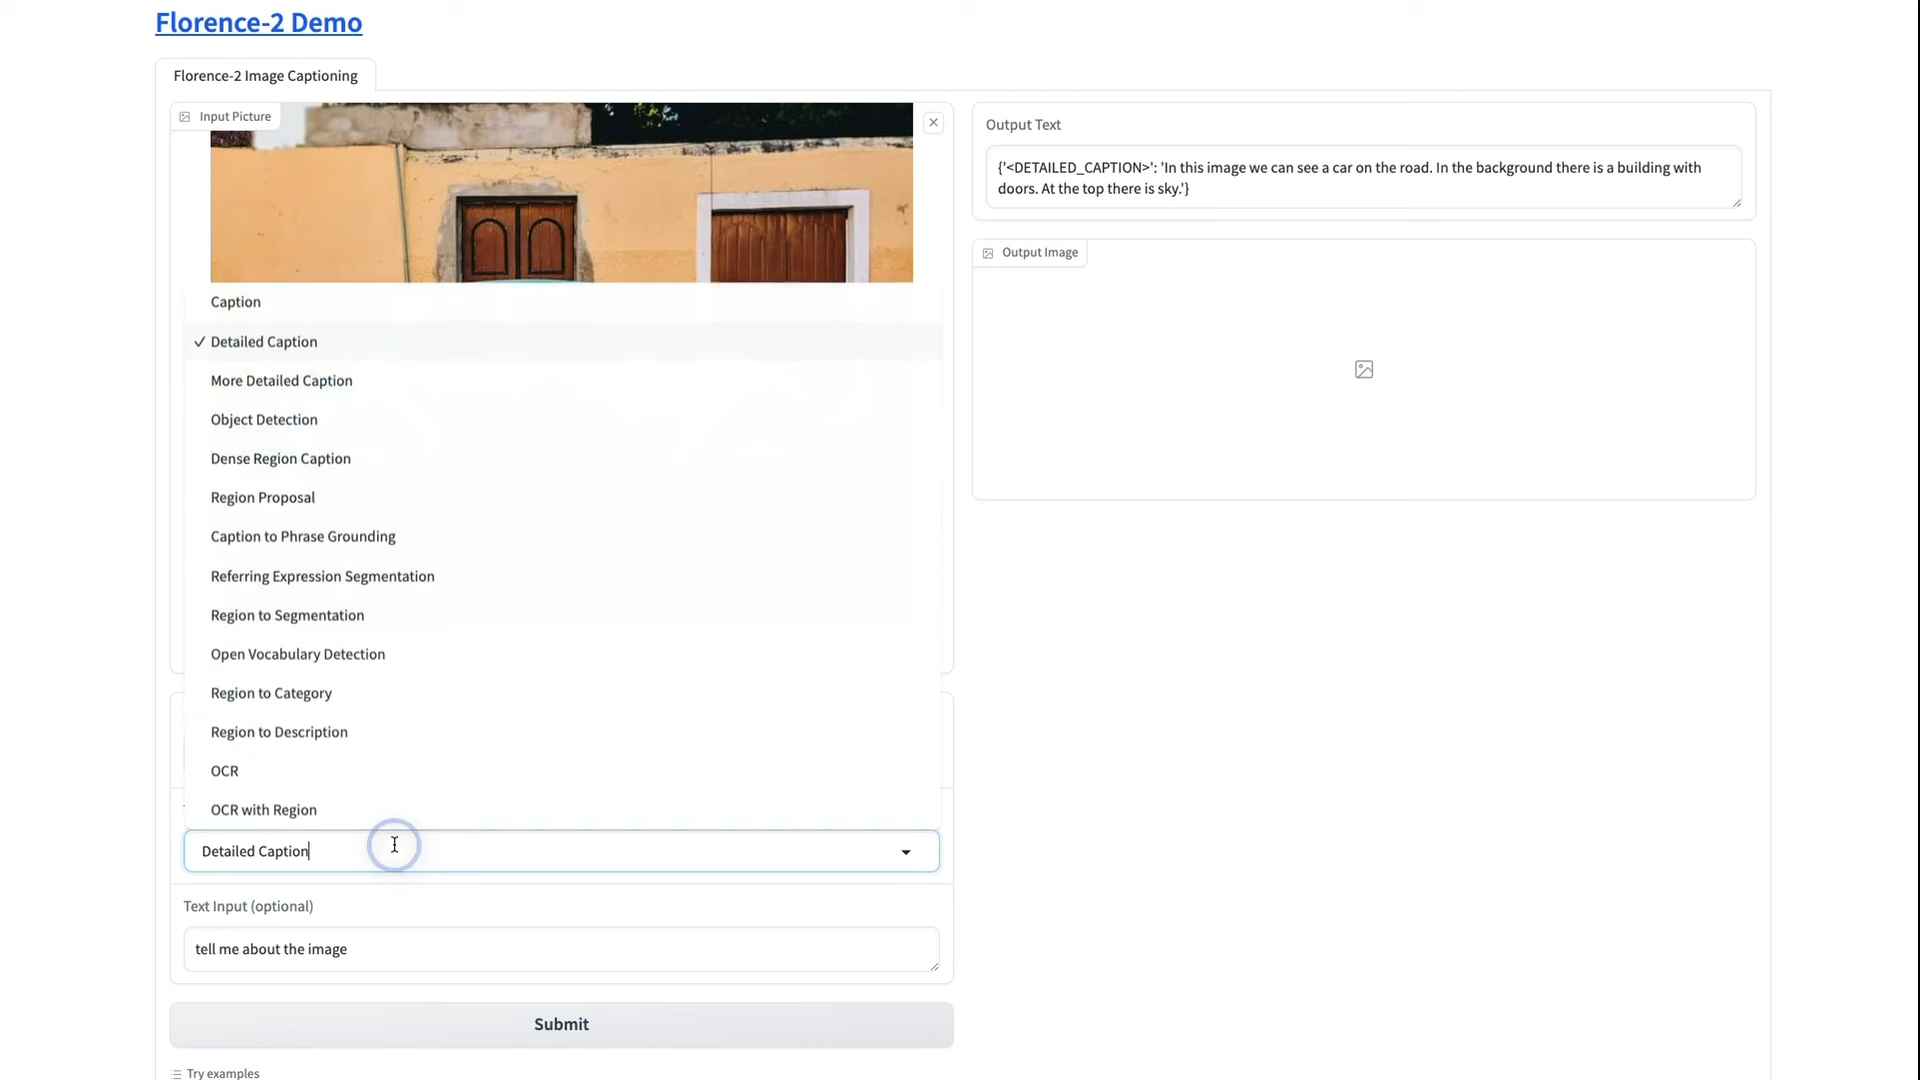 Florence-2 Demo
Florence-2 Image Captioning
Input Picture
Caption
Detailed Caption
More Detailed Caption
Object Detection
Dense Region Caption
Region Proposal
Caption to Phrase Grounding
Referring Expression Segmentation
Region to Segmentation
Open Vocabulary Detection
Region to Category
Region to Description
OCR
OCR with Region
Detailed Caption
Text Input (optional)
tell me about the image
Submit
Try examples
Output Text
{'<DETAILED_CAPTION>': 'In this image we can see a car on the road. In the background there is a building with
doors. At the top there is sky.'}
Output Image